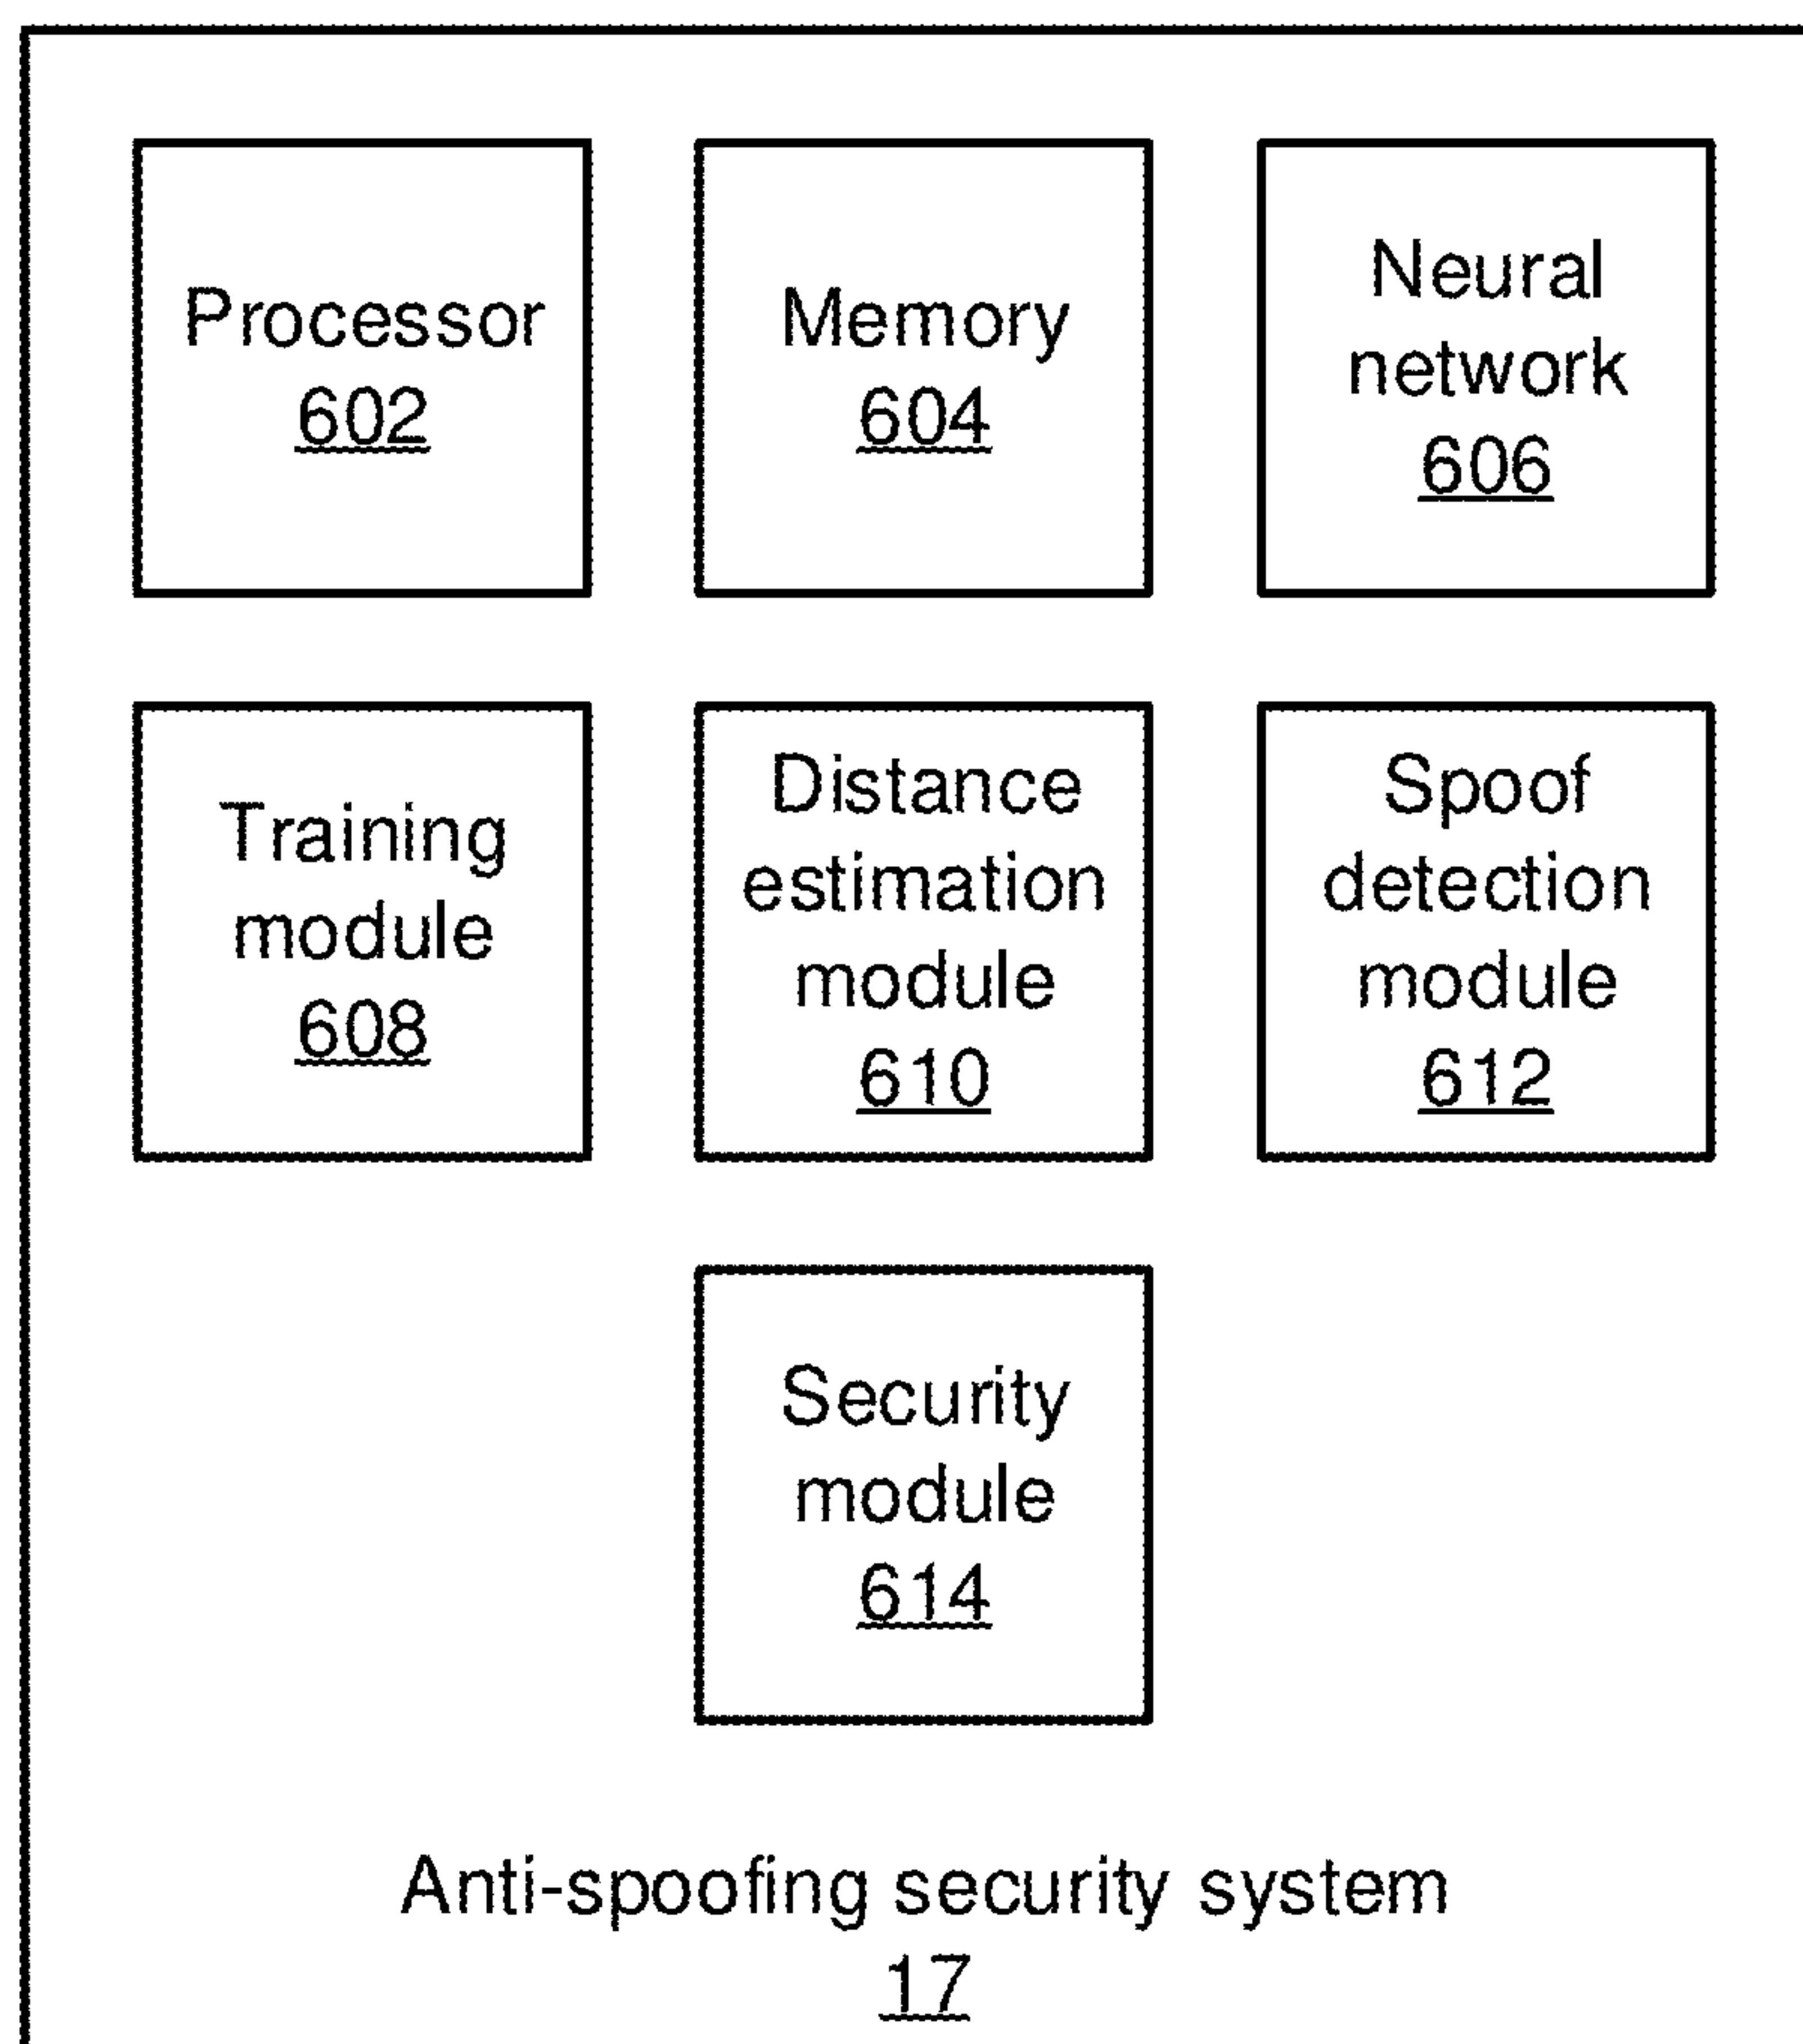 Processor
602
Memory
604
Neural
network
606
Training
module
608
Distance
estimation
module
610
Spoof
detection
module
612
Security
module
614
Anti-spoofing security system
17